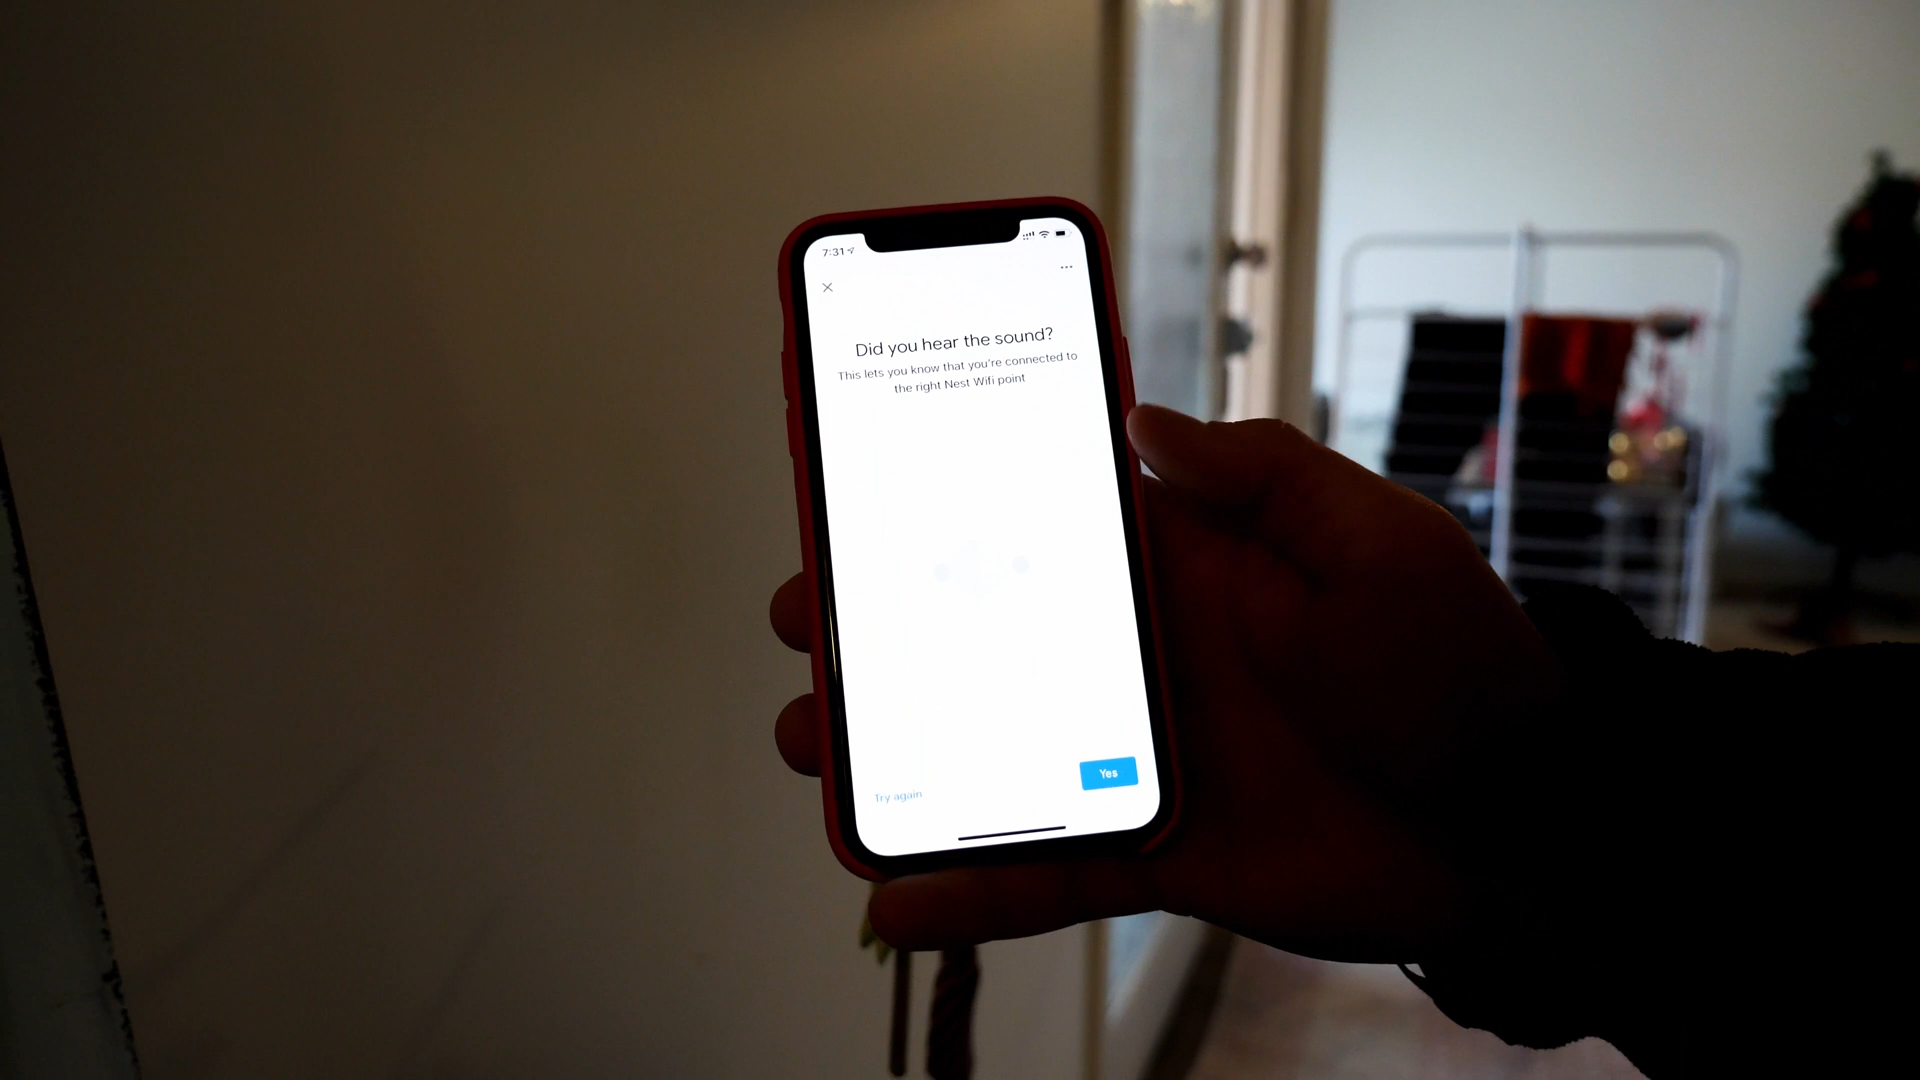 7:31
Did you hear the sound?
This lets you know that you're connected to
the right Nest Wifi point
Try again
Yes